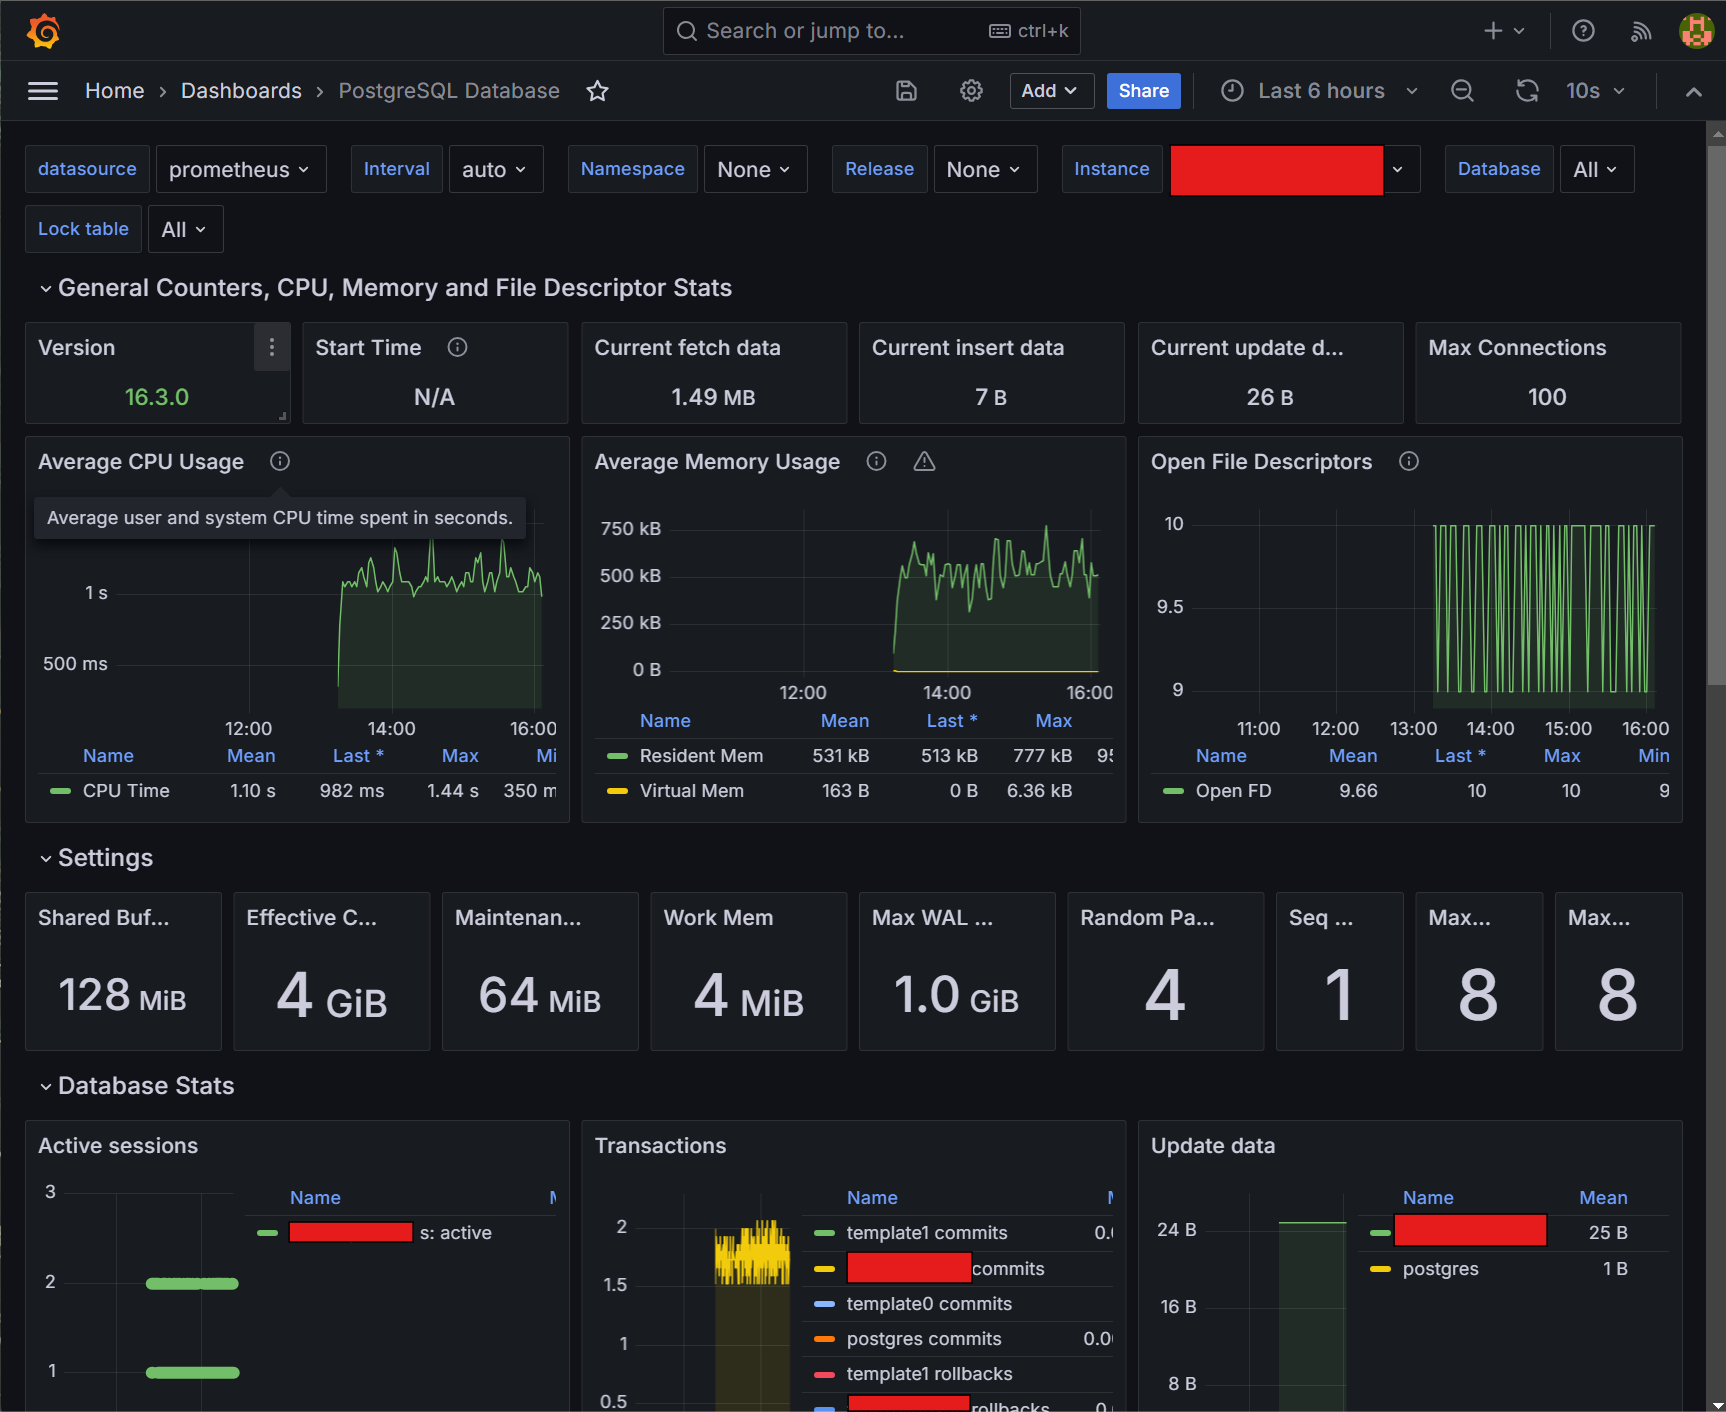 Search or jump to... ctrl+k
Home › Dashboards › PostgreSQL Database
Add Share Last 6 hours 10s
datasource prometheus Interval auto Namespace None Release None Instance Database All
Lock table All
General Counters, CPU, Memory and File Descriptor Stats
Version
16.3.0
Start Time
N/A
Current fetch data
1.49 MB
Current insert data
7 B
Current update d...
26 B
Max Connections
100
Average CPU Usage
Average user and system CPU time spent in seconds.
1 s
500 ms
12:00 14:00 16:00
Name Mean Last * Max Mi
CPU Time 1.10 s 982 ms 1.44 s 350 m
Average Memory Usage
750 kB
500 kB
250 kB
0 B
12:00 14:00 16:00
Name Mean Last * Max
Resident Mem 531 kB 513 kB 777 kB 95
Virtual Mem 163 B 0 B 6.36 kB
Open File Descriptors
10
9.5
9
11:00 12:00 13:00 14:00 15:00 16:00
Name Mean Last * Max Min
Open FD 9.66 10 10 9
Settings
Shared Buf...
128 MiB
Effective C...
4 GiB
Maintenan...
64 MiB
Work Mem
4 MiB
Max WAL ...
1.0 GiB
Random Pa...
4
Seq ...
1
Max...
8
Max...
8
Database Stats
Active sessions
3
2
1
Name
s: active
Transactions
2
1.5
1
0.5
Name
template1 commits 0.
commits
template0 commits
postgres commits 0.0
template1 rollbacks
rollbacks 0.
Update data
24 B
16 B
8 B
Name Mean
25 B
postgres 1 B